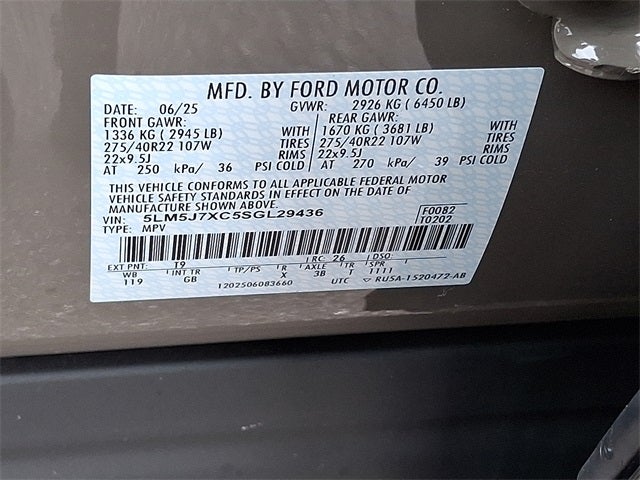 MFD. BY FORD MOTOR CO.
DATE: 06/25 GVWR: 2926 KG ( 6450 LB)
FRONT GAWR: REAR GAWR:
1336 KG ( 2945 LB) WITH 1670 KG ( 3681 LB) WITH
275/40R22 107W TIRES 275/40R22 107W TIRES
22x9.5J RIMS 22x9.5J RIMS
AT 250 kPa/ 36 PSI COLD AT 270 kPa/ 39 PSI COLD
THIS VEHICLE CONFORMS TO ALL APPLICABLE FEDERAL MOTOR
VEHICLE SAFETY STANDARDS IN EFFECT ON THE DATE OF
MANUFACTURE SHOWN ABOVE.
VIN: 5LM5J7XC5SGL29436 F0082
TYPE: MPV T0202
EXT PNT: T9 RC: 26 DSO:
WB INT TR TP/PS R AXLE TR SPR
119 GB X 3B T 1111
1202506083660 UTC ▽ RU5A-1520472-AB